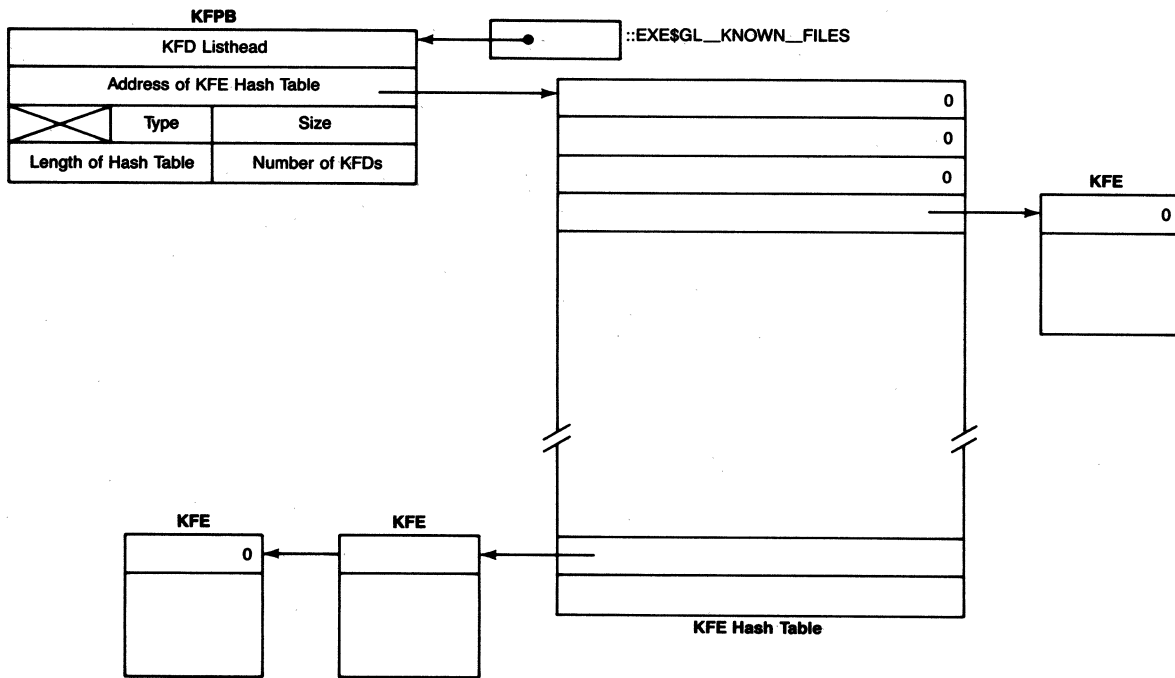 KFPB
KFD Listhead
::EXE$GL__KNOWN__FILES
Address of KFE Hash Table
Type
Size
Length of Hash Table
Number of KFDs
0
0
0
KFE
0
KFE
0
KFE
KFE Hash Table